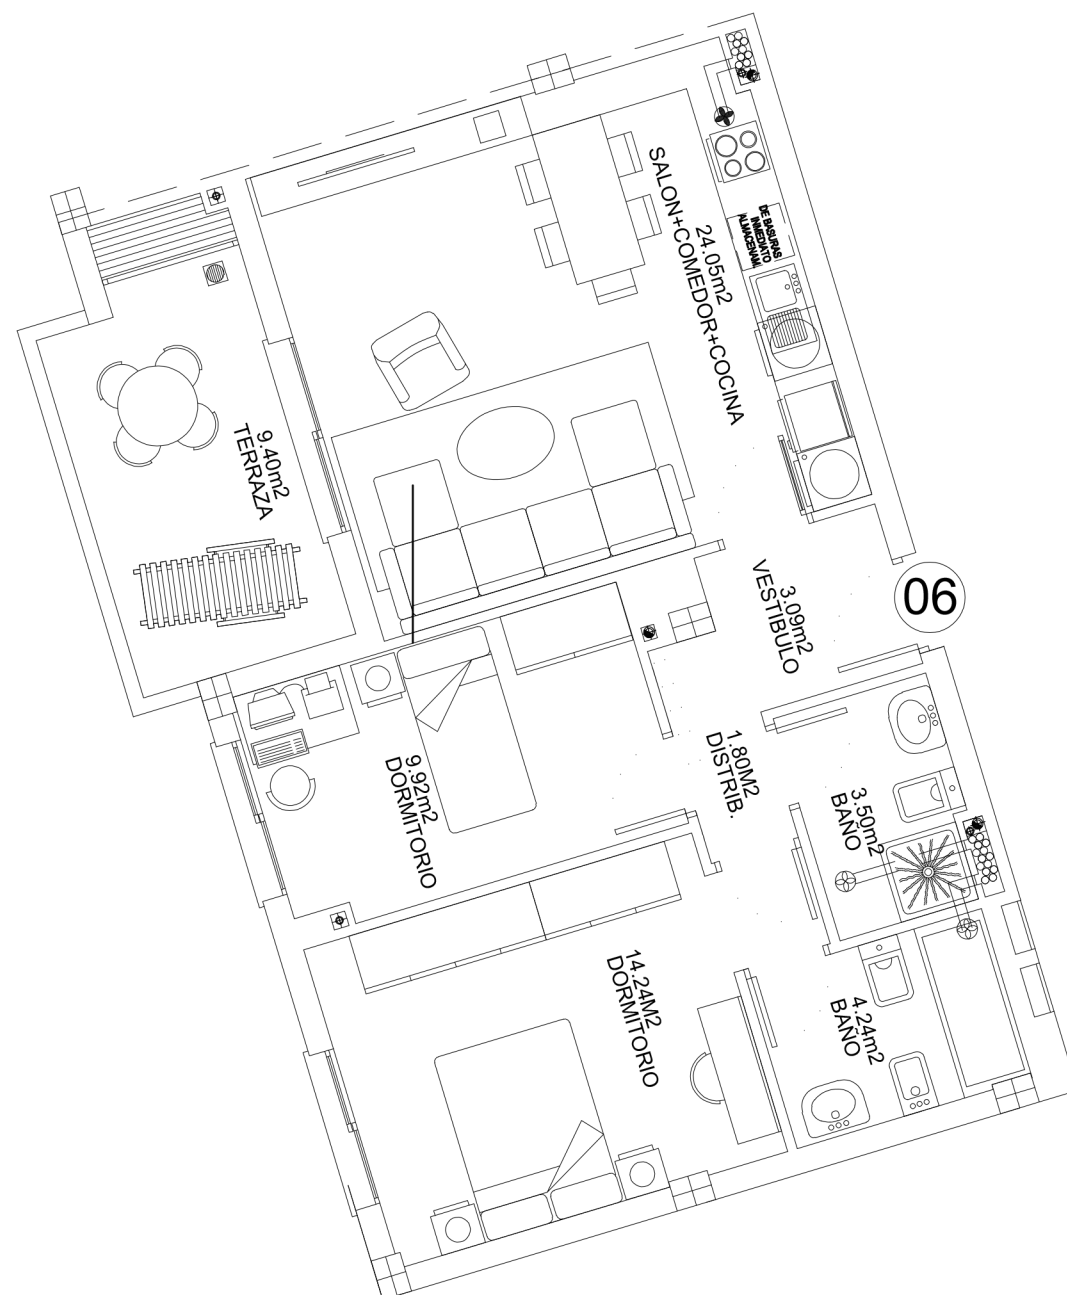 24.05m2
SALON+COMEDOR+COCINA
DE BASURAS
INMEDIATO
ALMACENAMI
9.40m2
TERRAZA
3.09m2
VESTIBULO
06
9.92m2
DORMITORIO
1.80M2
DISTRIB.
3.50m2
BAÑO
14.24M2
DORMITORIO
4.24m2
BAÑO